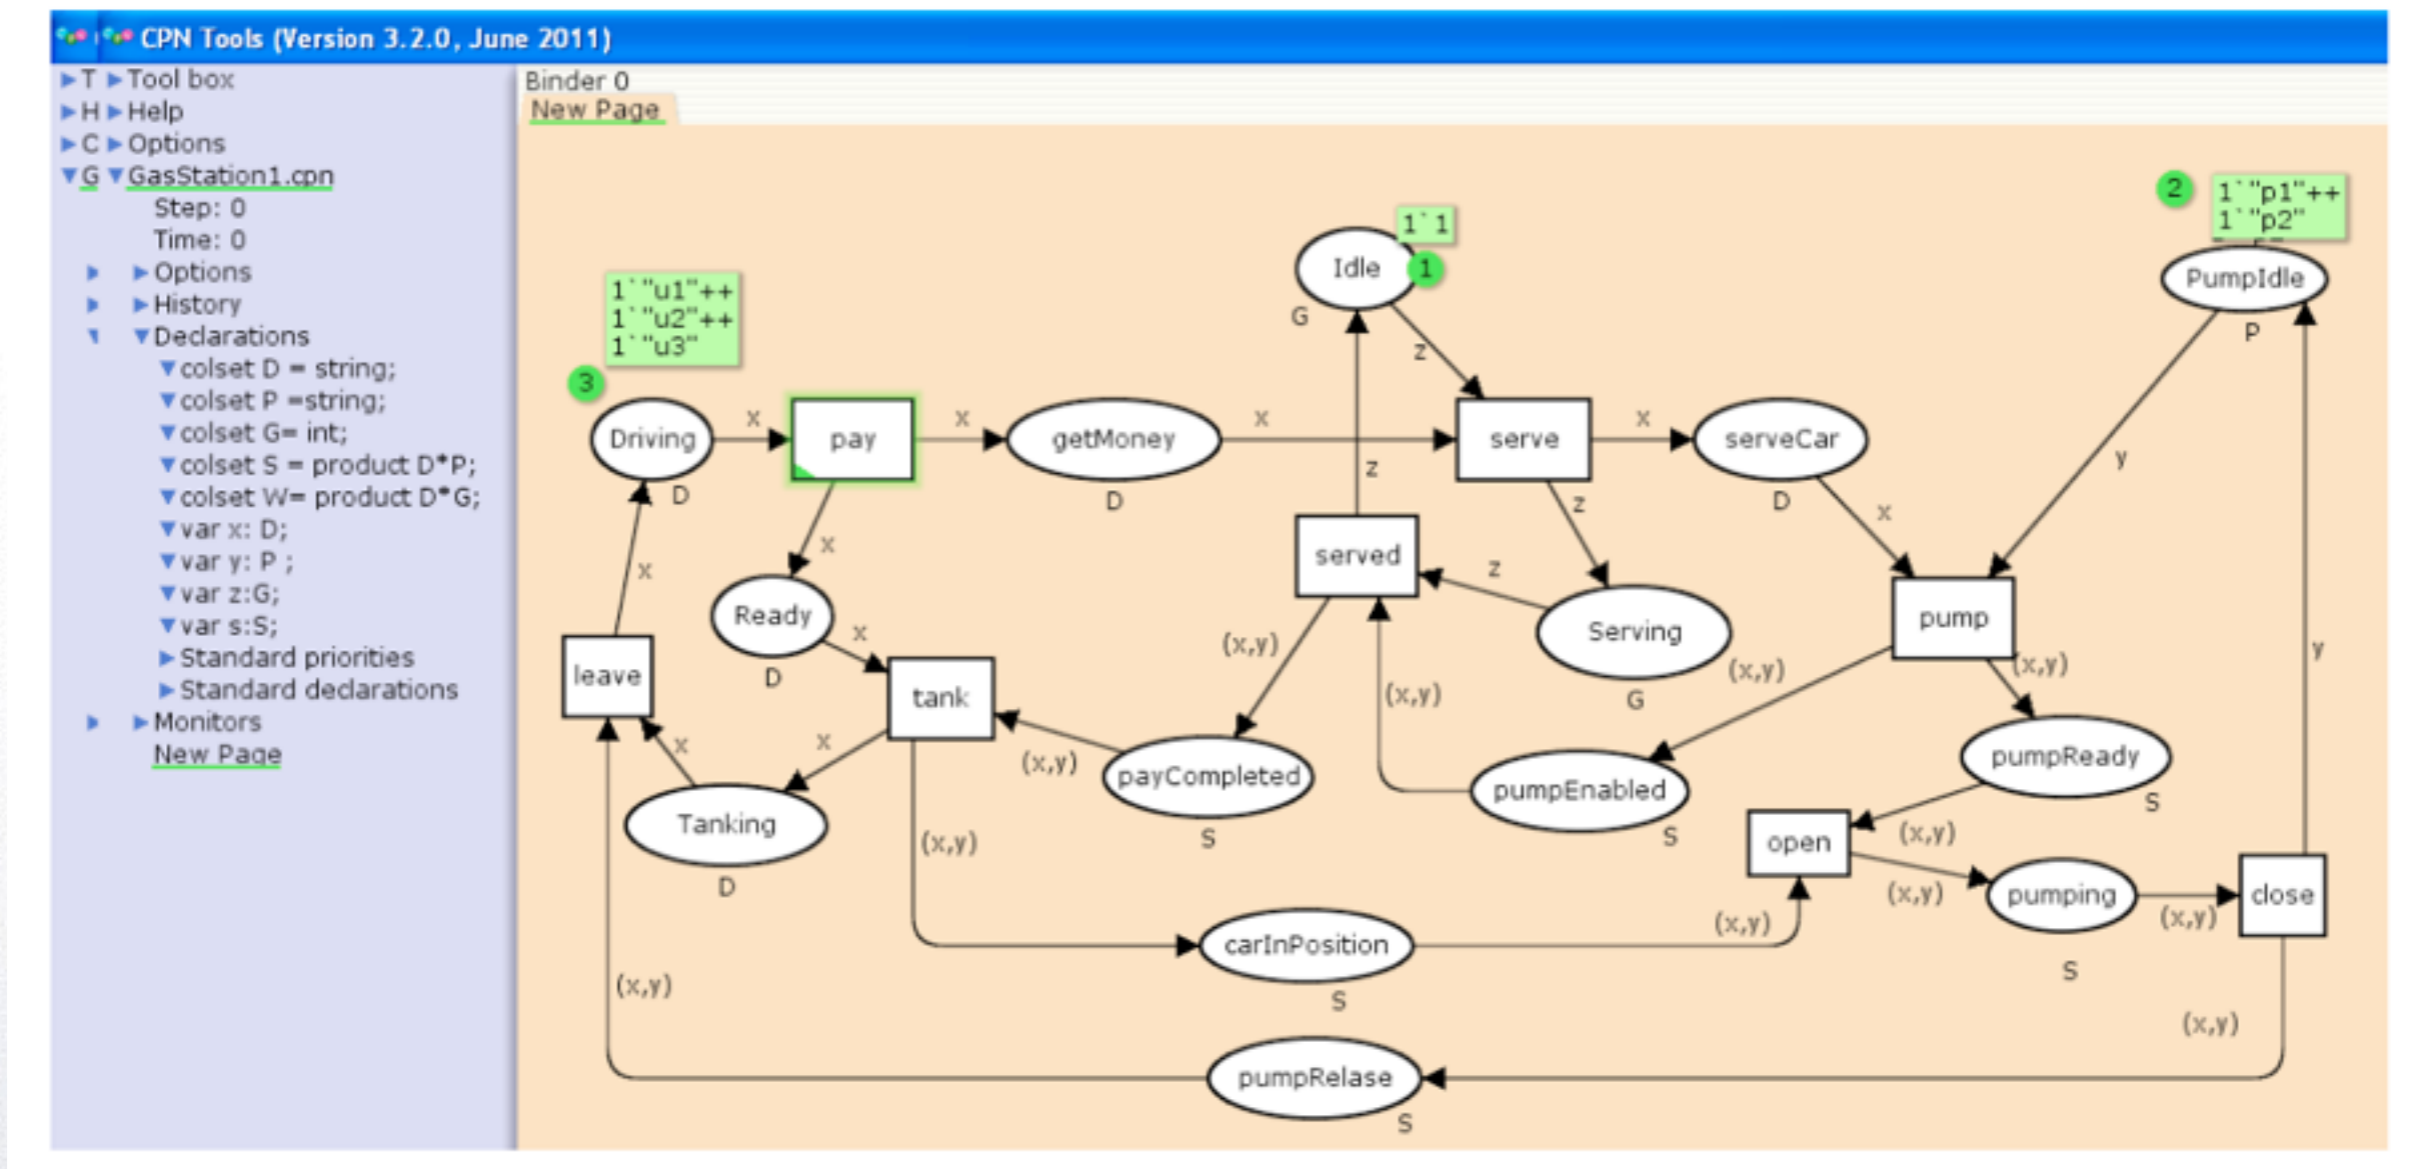 CPN Tools (Version 3.2.0, June 2011)
T Tool box
H Help
C Options
G GasStation1.cpn
Step: 0
Time: 0
Options
History
Declarations
colset D = string;
colset P =string;
colset G= int;
colset S = product D*P;
colset W= product D*G;
var x: D;
var y: P ;
var z:G;
var s:S;
Standard priorities
Standard declarations
Monitors
New Page
Binder 0
New Page
2
1`"p1"++
1`"p2"
1`1
Idle
1
G
PumpIdle
P
1`"u1"++
1`"u2"++
1`"u3"
3
z
Driving
x
pay
x
getMoney
x
serve
x
serveCar
y
D
z
D
z
D
x
x
x
served
z
Ready
x
Serving
pump
D
leave
tank
(x,y)
(x,y)
(x,y)
y
G
(x,y)
x
x
(x,y)
payCompleted
pumpEnabled
pumpReady
S
Tanking
S
S
(x,y)
open
(x,y)
D
(x,y)
pumping
(x,y)
close
(x,y)
carInPosition
S
S
(x,y)
(x,y)
pumpRelase
S